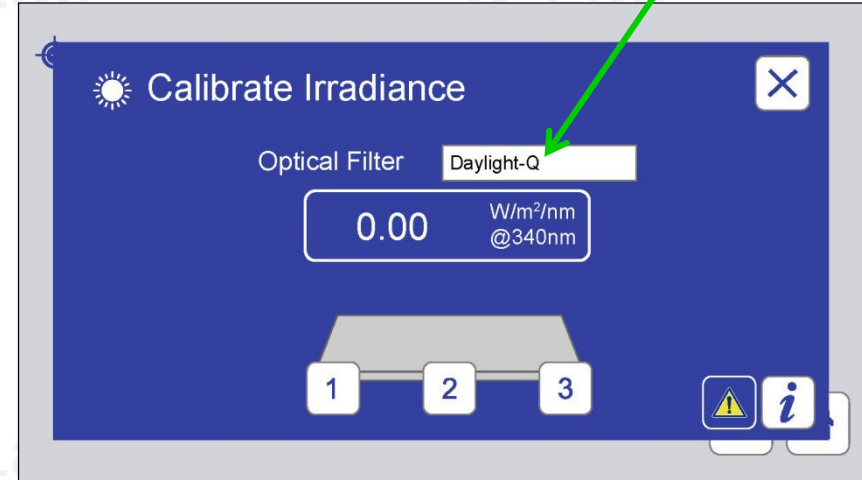 Calibrate Irradiance
Optical Filter Daylight-Q
0.00 W/m²/nm
@340nm
1 2 3
i